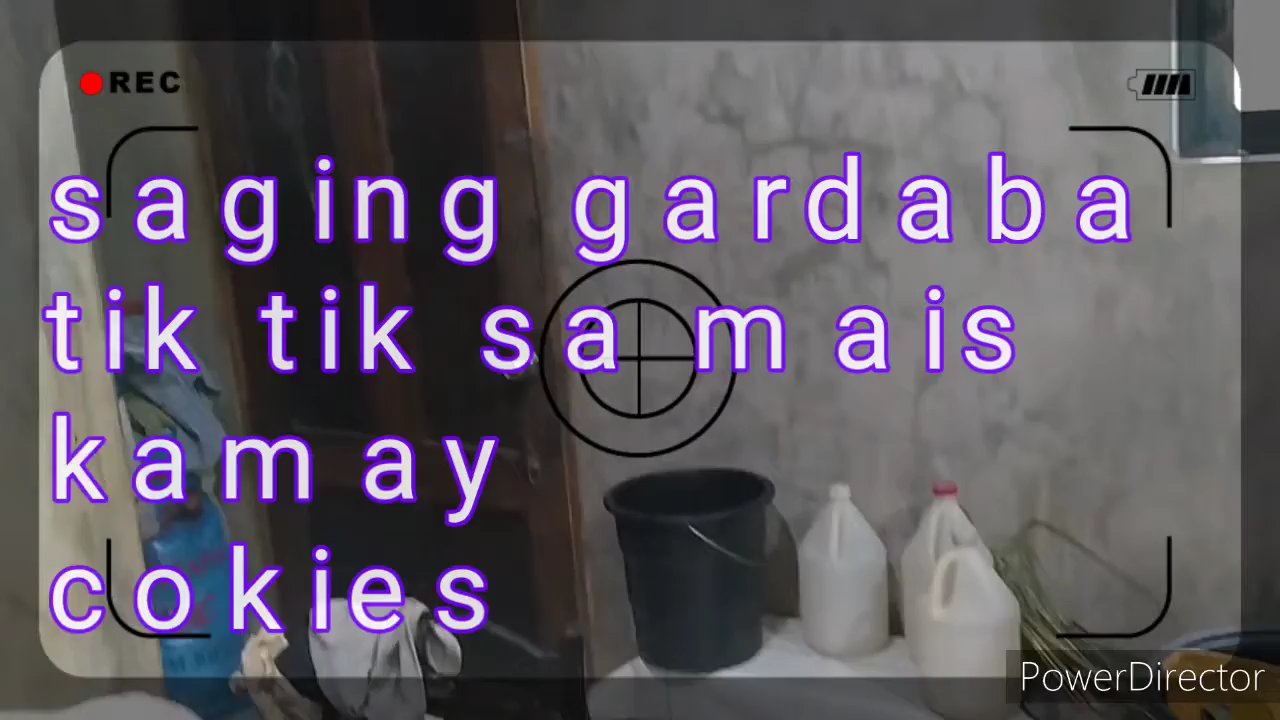 REC
saging gardaba
tik tik sa mais
kamay
cokies
PowerDirector